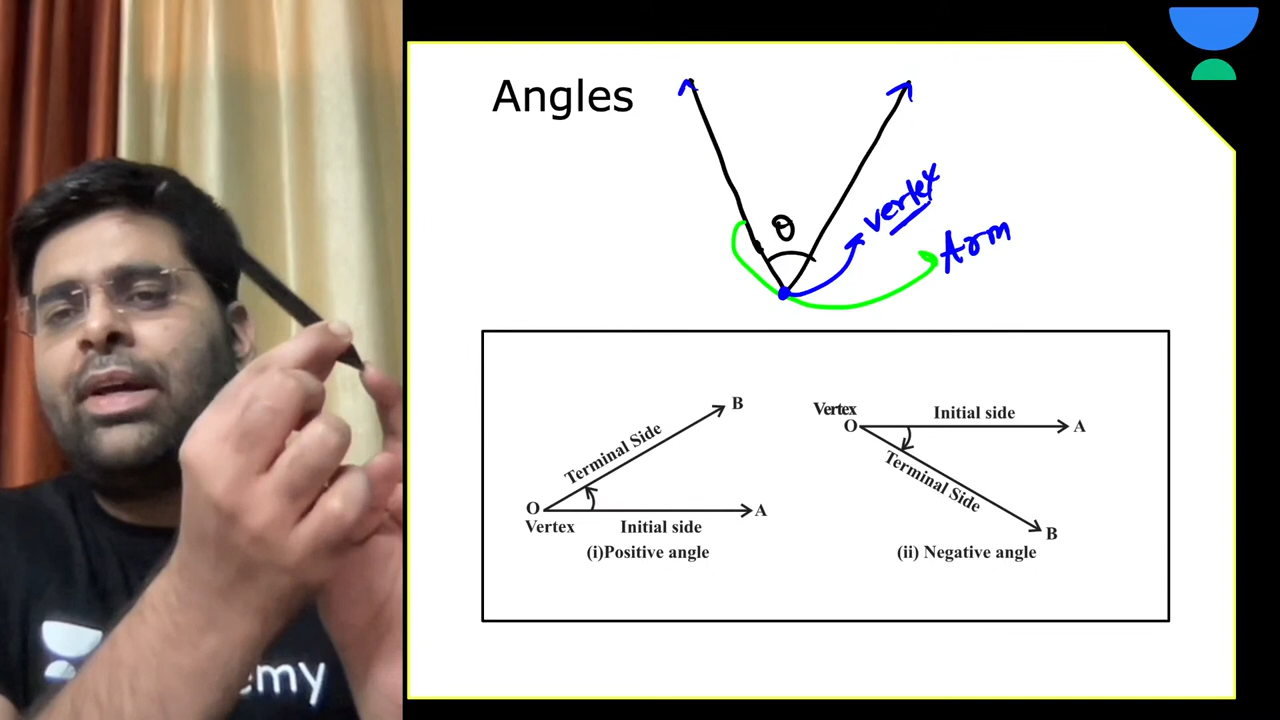 Angles
θ
vertex
Arm
B
Terminal Side
O
A
Vertex
Initial side
(i)Positive angle
Vertex
Initial side
O
A
Terminal Side
B
(ii) Negative angle
emy